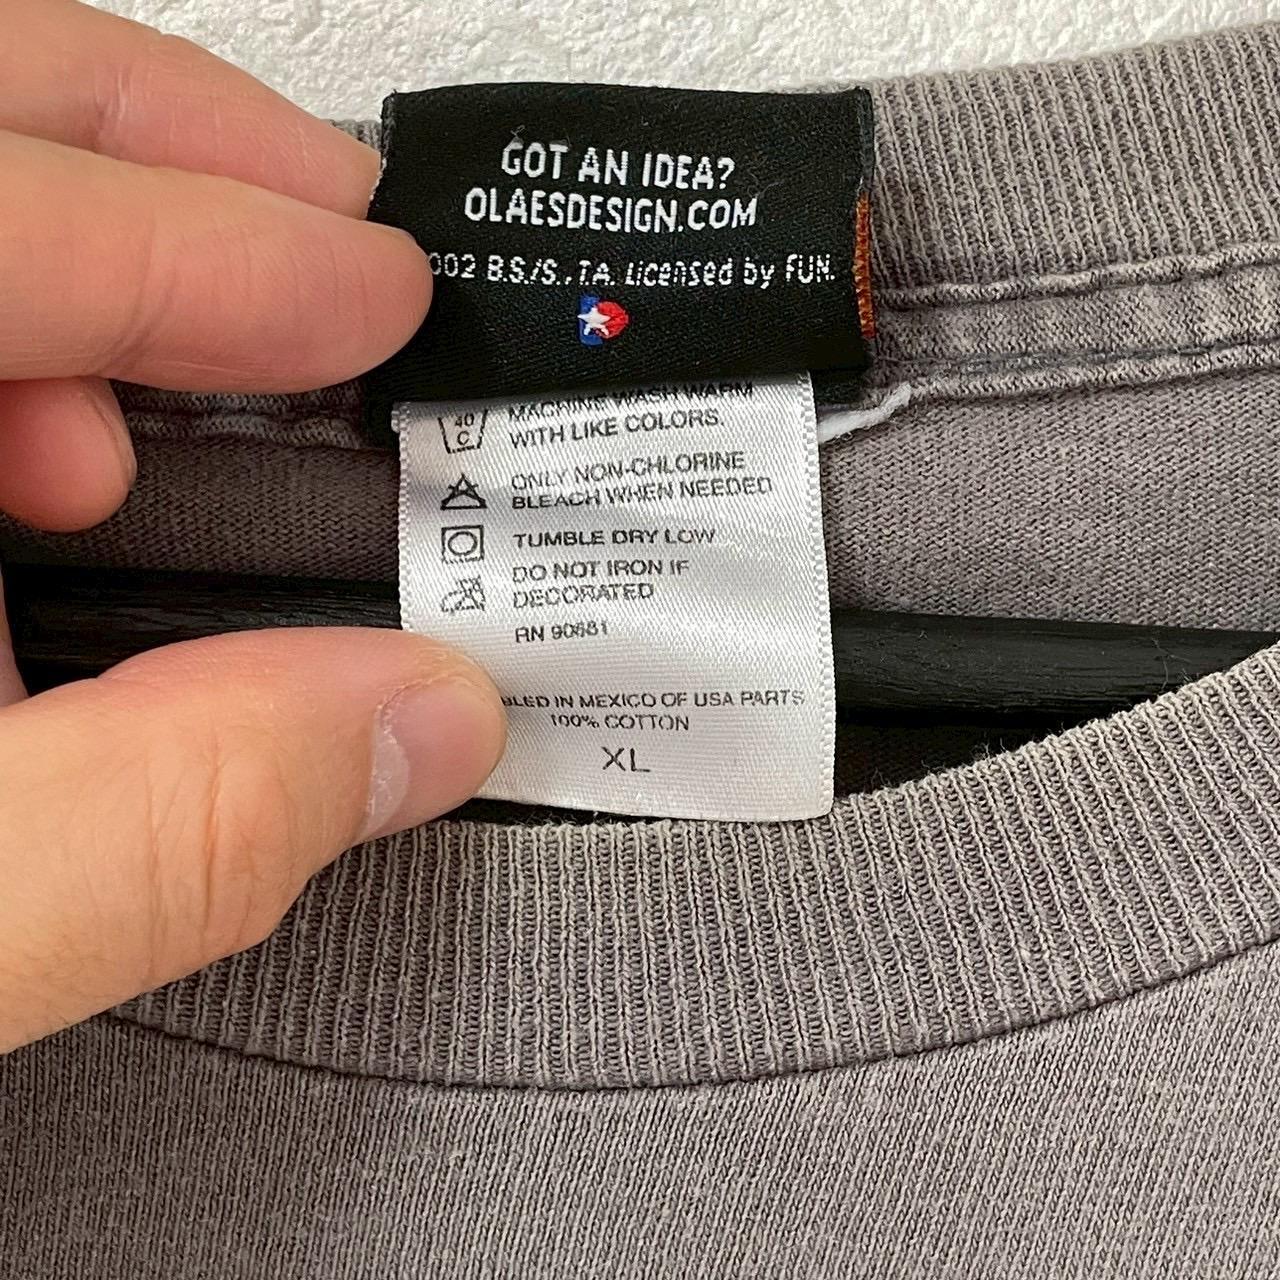 GOT AN IDEA?
OLAESDESIGN.COM
002 B.S./S.,T.A. Licensed by FUN.
40
C
MACHINE WASH WARM
WITH LIKE COLORS.
ONLY NON-CHLORINE
BLEACH WHEN NEEDED
TUMBLE DRY LOW
DO NOT IRON IF
DECORATED
RN 90681
BLED IN MEXICO OF USA PARTS
100% COTTON
XL